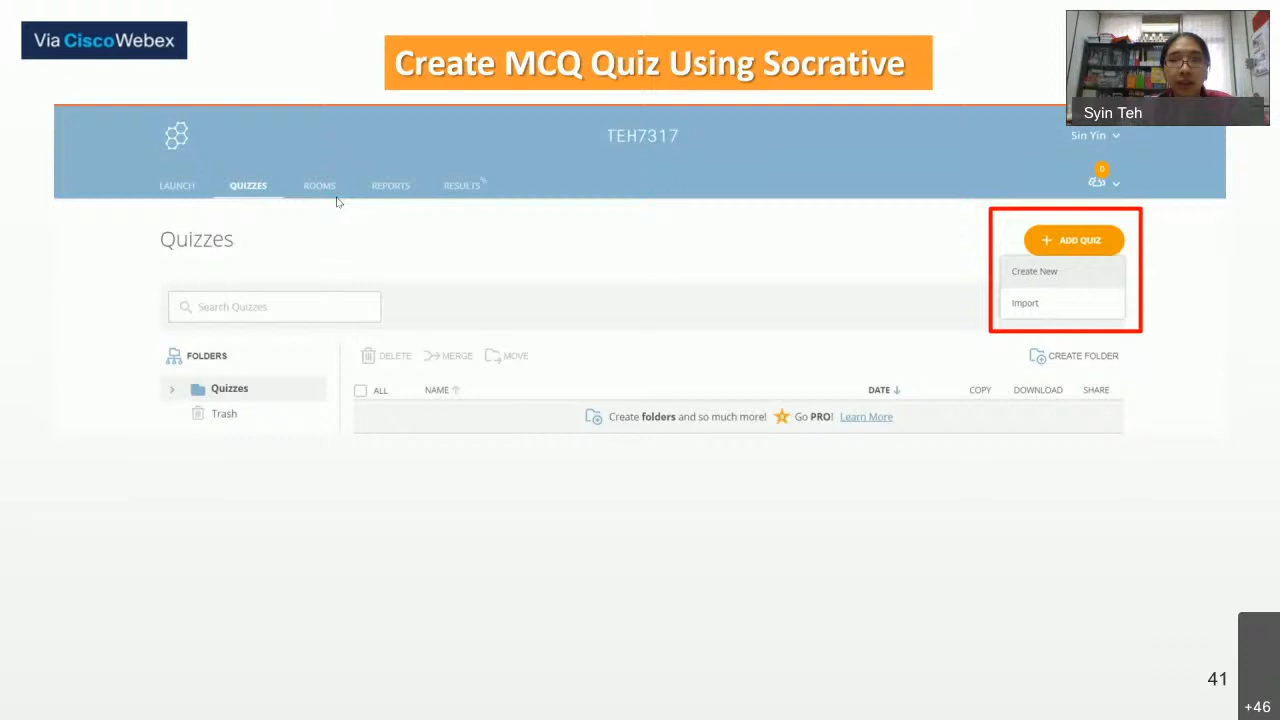 Via CiscoWebex
Create MCQ Quiz Using Socrative
Syin Teh
TEH7317
Sin Yin
LAUNCH QUIZZES ROOMS REPORTS RESULTS
0
Quizzes
+ ADD QUIZ
Create New
Import
Search Quizzes
FOLDERS
DELETE MERGE MOVE
CREATE FOLDER
Quizzes
ALL NAME DATE COPY DOWNLOAD SHARE
Trash
Create folders and so much more! Go PRO! Learn More
41
+46